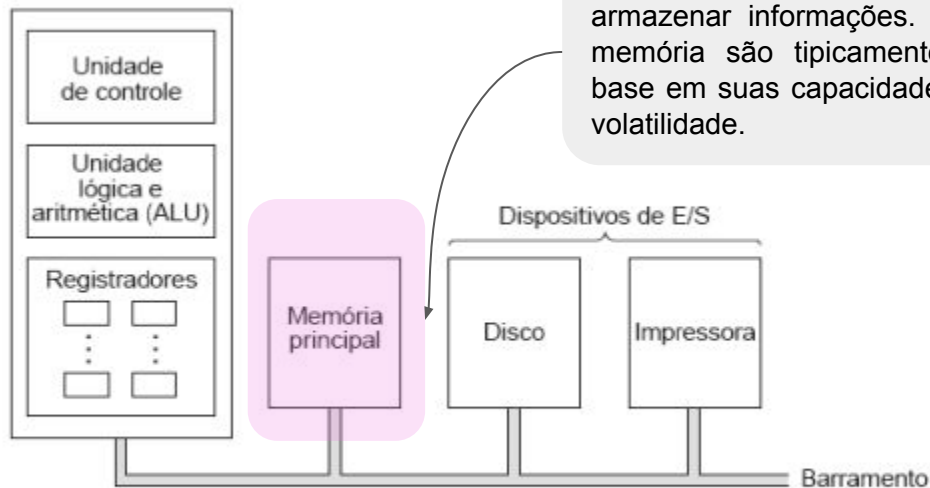 armazenar informações.
memória são tipicamente
base em suas capacidade
volatilidade.
Unidade
de controle
Unidade
lógica e
aritmética (ALU)
Registradores
Memória
principal
Dispositivos de E/S
Disco
Impressora
Barramento